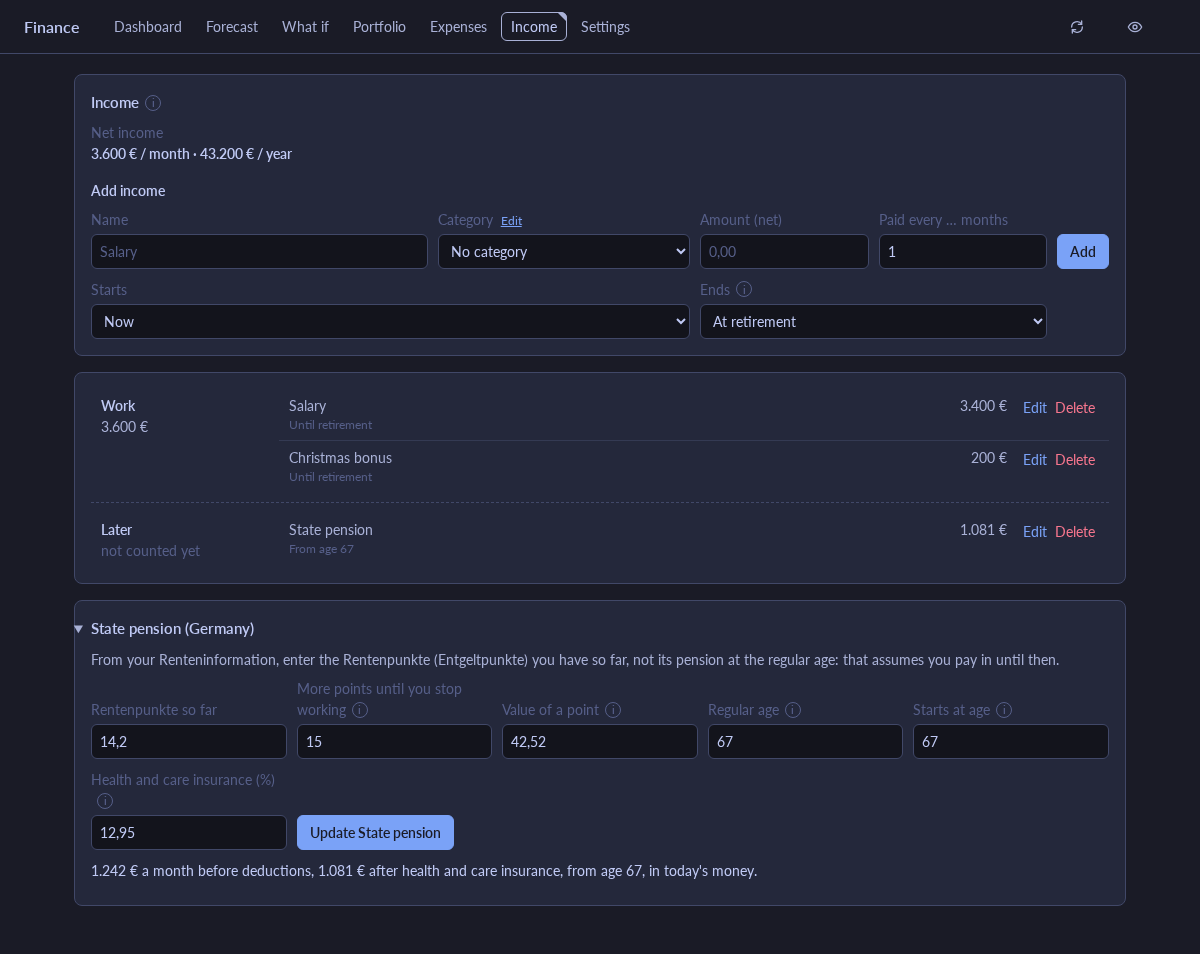 Finance Dashboard Forecast What if Portfolio Expenses Income Settings
Income
Net income
3.600 € / month · 43.200 € / year
Add income
Name Category Edit Amount (net) Paid every … months
Salary No category 0,00 1 Add
Starts Ends
Now At retirement
Work Salary 3.400 € Edit Delete
3.600 € Until retirement
Christmas bonus 200 € Edit Delete
Until retirement
Later State pension 1.081 € Edit Delete
not counted yet From age 67
State pension (Germany)
From your Renteninformation, enter the Rentenpunkte (Entgeltpunkte) you have so far, not its pension at the regular age: that assumes you pay in until then.
Rentenpunkte so far More points until you stop working Value of a point Regular age Starts at age
14,2 15 42,52 67 67
Health and care insurance (%)
12,95 Update State pension
1.242 € a month before deductions, 1.081 € after health and care insurance, from age 67, in today's money.